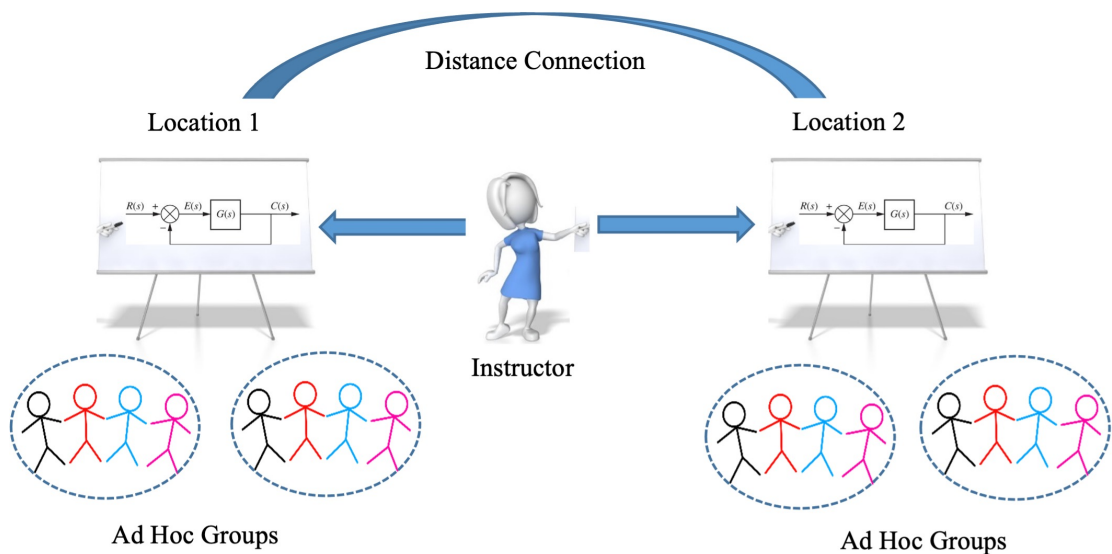 Distance Connection
Location 1
Location 2
R(s) + E(s) G(s) C(s)
−
R(s) + E(s) G(s) C(s)
−
Instructor
Ad Hoc Groups
Ad Hoc Groups